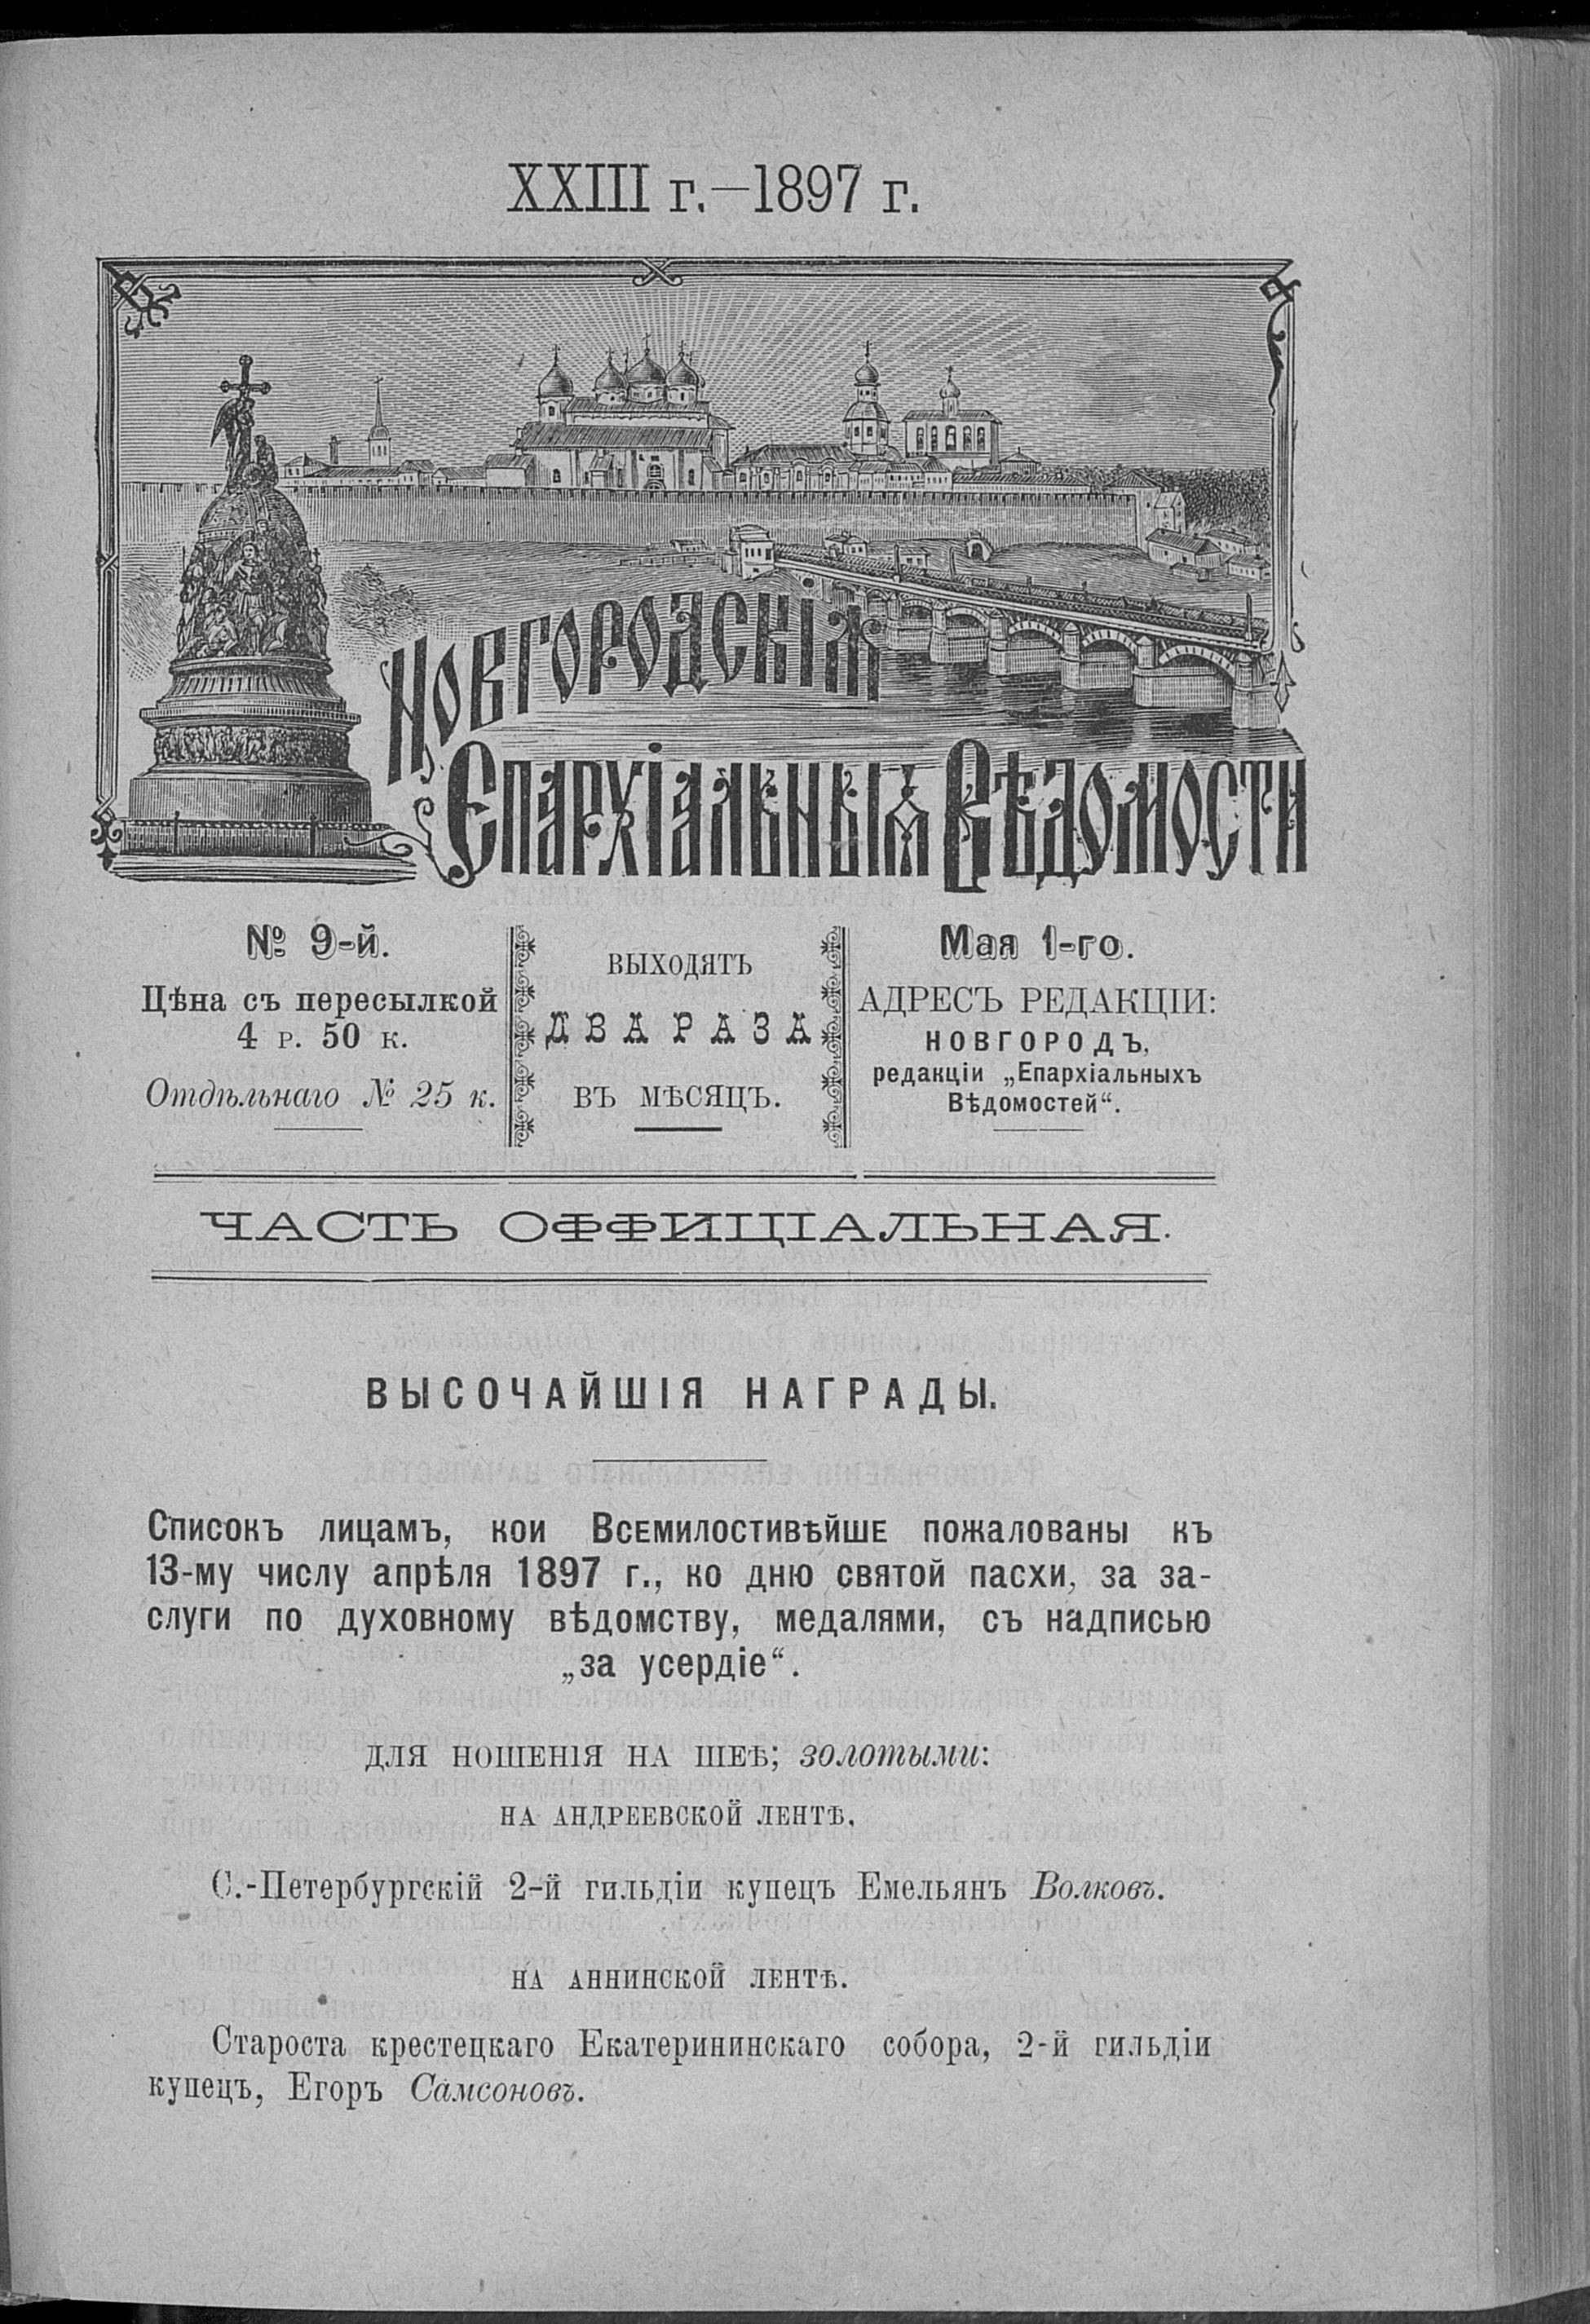 XXIII г.—1897 г.
Новгородскія
Епархіальныя Вѣдомости
№ 9-й.
Цѣна съ пересылкой
4 р. 50 к.
Отдѣльнаго № 25 к.
ВЫХОДЯТЪ
ДВА РАЗА
ВЪ МѢСЯЦЪ.
Мая 1-го.
АДРЕСЪ РЕДАКЦІИ:
НОВГОРОДЪ,
редакціи „Епархіальныхъ
Вѣдомостей“.
ЧАСТЬ ОФФИЦІАЛЬНАЯ.
ВЫСОЧАЙШІЯ НАГРАДЫ.
Списокъ лицамъ, кои Всемилостивѣйше пожалованы къ
13-му числу апрѣля 1897 г., ко дню святой пасхи, за за-
слуги по духовному вѣдомству, медалями, съ надписью
„за усердіе“.
ДЛЯ НОШЕНІЯ НА ШЕѢ; золотыми:
НА АНДРЕЕВСКОЙ ЛЕНТѢ,
С.-Петербургскій 2-й гильдіи купецъ Емельянъ Волковъ.
НА АННИНСКОЙ ЛЕНТѢ.
Староста крестецкаго Екатерининскаго собора, 2-й гильдіи
купецъ, Егоръ Самсоновъ.